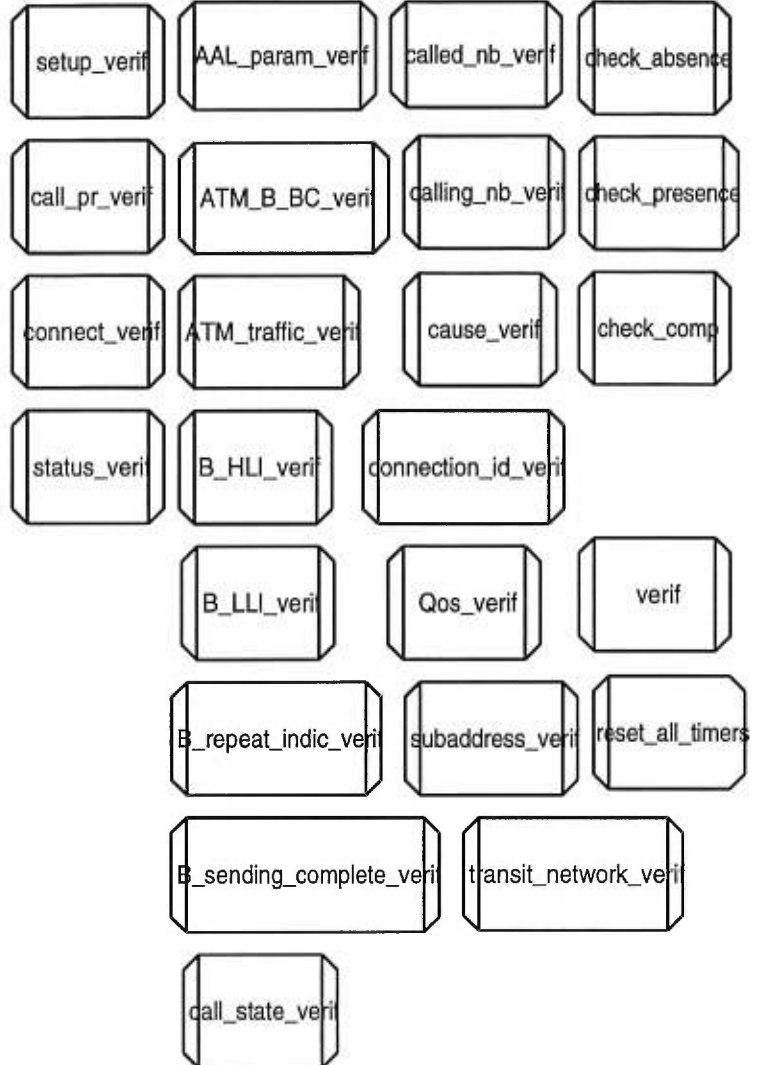 setup_verif
AAL_param_verif
called_nb_verif
check_absence
call_pr_verif
ATM_B_BC_verif
calling_nb_verif
check_presence
connect_verif
ATM_traffic_verif
cause_verif
check_comp
status_verif
B_HLI_verif
connection_id_verif
B_LLI_verif
Qos_verif
verif
B_repeat_indic_verif
subaddress_verif
reset_all_timers
B_sending_complete_verif
transit_network_verif
call_state_verif